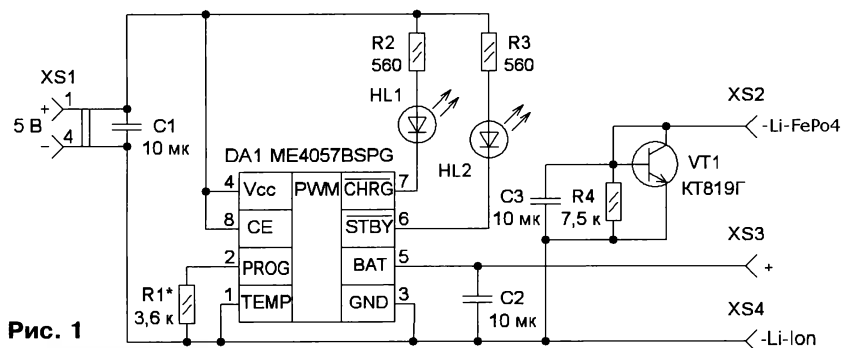 R2
560
R3
560
XS1
+
1
5 В
4
−
C1
10 мк
HL1
HL2
XS2
-Li-FePo4
VT1
КТ819Г
DA1 ME4057BSPG
4
Vcc
PWM
CHRG
7
8
CE
STBY
6
2
PROG
BAT
5
1
TEMP
GND
3
R1*
3,6 к
C3
10 мк
R4
7,5 к
C2
10 мк
XS3
+
XS4
-Li-Ion
Рис. 1